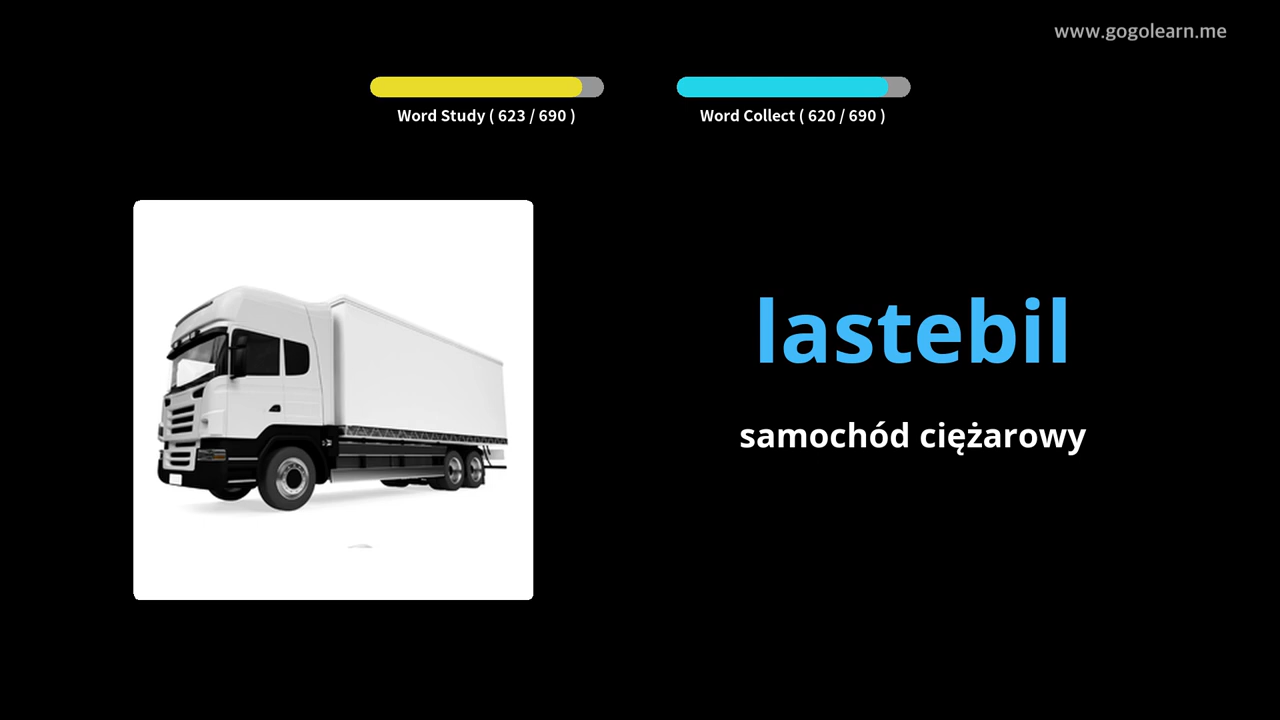 www.gogolearn.me
Word Study ( 623 / 690 )
Word Collect ( 620 / 690 )
lastebil
samochód ciężarowy